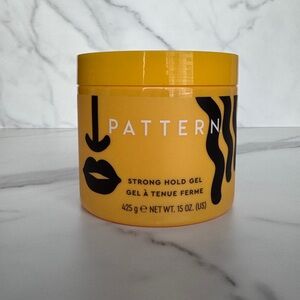 PATTERN
STRONG HOLD GEL
GEL À TENUE FERME
425 g ℮ NET WT. 15 OZ. (US)